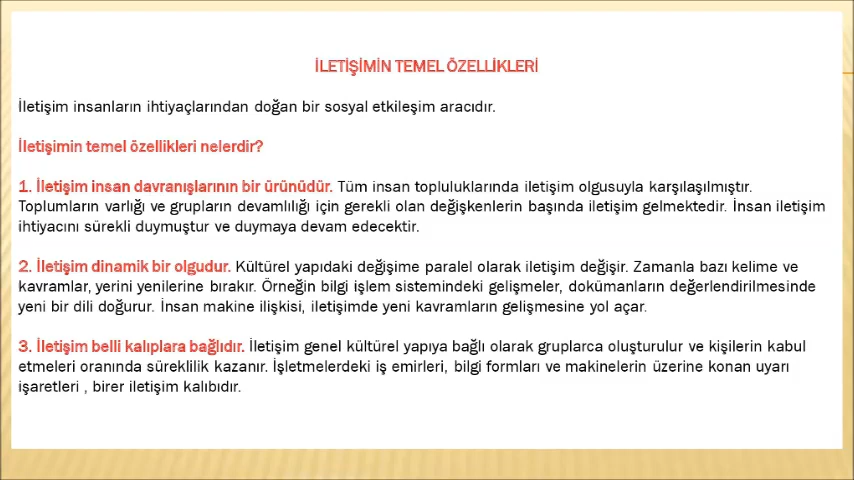 İLETİŞİMİN TEMEL ÖZELLİKLERİ
İletişim insanların ihtiyaçlarından doğan bir sosyal etkileşim aracıdır.
İletişimin temel özellikleri nelerdir?
1. İletişim insan davranışlarının bir ürünüdür. Tüm insan topluluklarında iletişim olgusuyla karşılaşılmıştır.
Toplumların varlığı ve grupların devamlılığı için gerekli olan değişkenlerin başında iletişim gelmektedir. İnsan iletişim
ihtiyacını sürekli duymuştur ve duymaya devam edecektir.
2. İletişim dinamik bir olgudur. Kültürel yapıdaki değişime paralel olarak iletişim değişir. Zamanla bazı kelime ve
kavramlar, yerini yenilerine bırakır. Örneğin bilgi işlem sistemindeki gelişmeler, dokümanların değerlendirilmesinde
yeni bir dili doğurur. İnsan makine ilişkisi, iletişimde yeni kavramların gelişmesine yol açar.
3. İletişim belli kalıplara bağlıdır. İletişim genel kültürel yapıya bağlı olarak gruplarca oluşturulur ve kişilerin kabul
etmeleri oranında süreklilik kazanır. İşletmelerdeki iş emirleri, bilgi formları ve makinelerin üzerine konan uyarı
işaretleri , birer iletişim kalıbıdır.